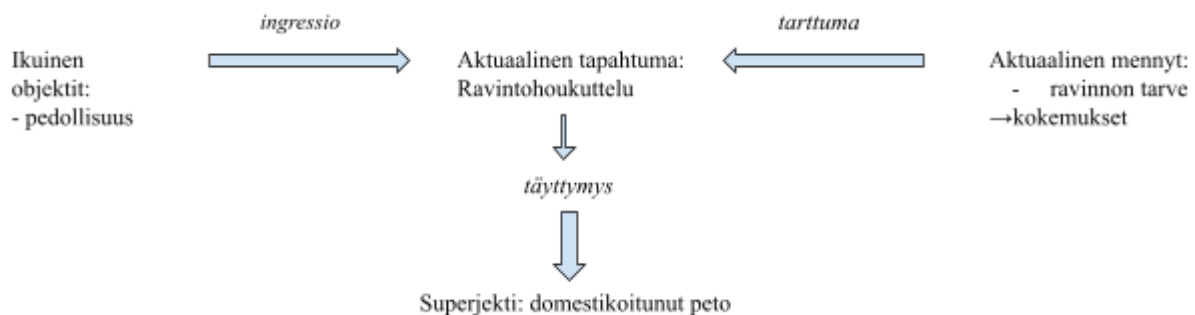 ingressio
tarttuma
Ikuinen
objektit:
- pedollisuus
Aktuaalinen tapahtuma:
Ravintohoukuttelu
Aktuaalinen mennyt:
- ravinnon tarve
→kokemukset
täyttymys
Superjekti: domestikoitunut peto